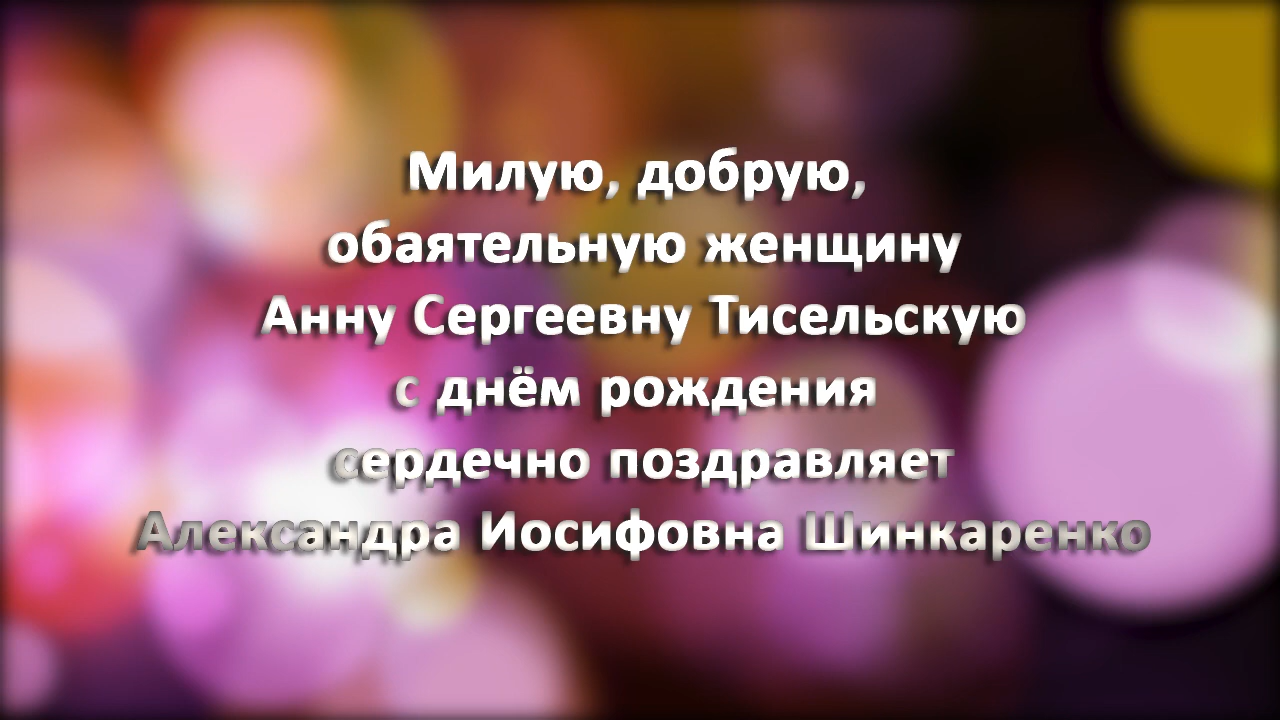 Милую, добрую,
обаятельную женщину
Анну Сергеевну Тисельскую
с днём рождения
сердечно поздравляет
Александра Иосифовна Шинкаренко